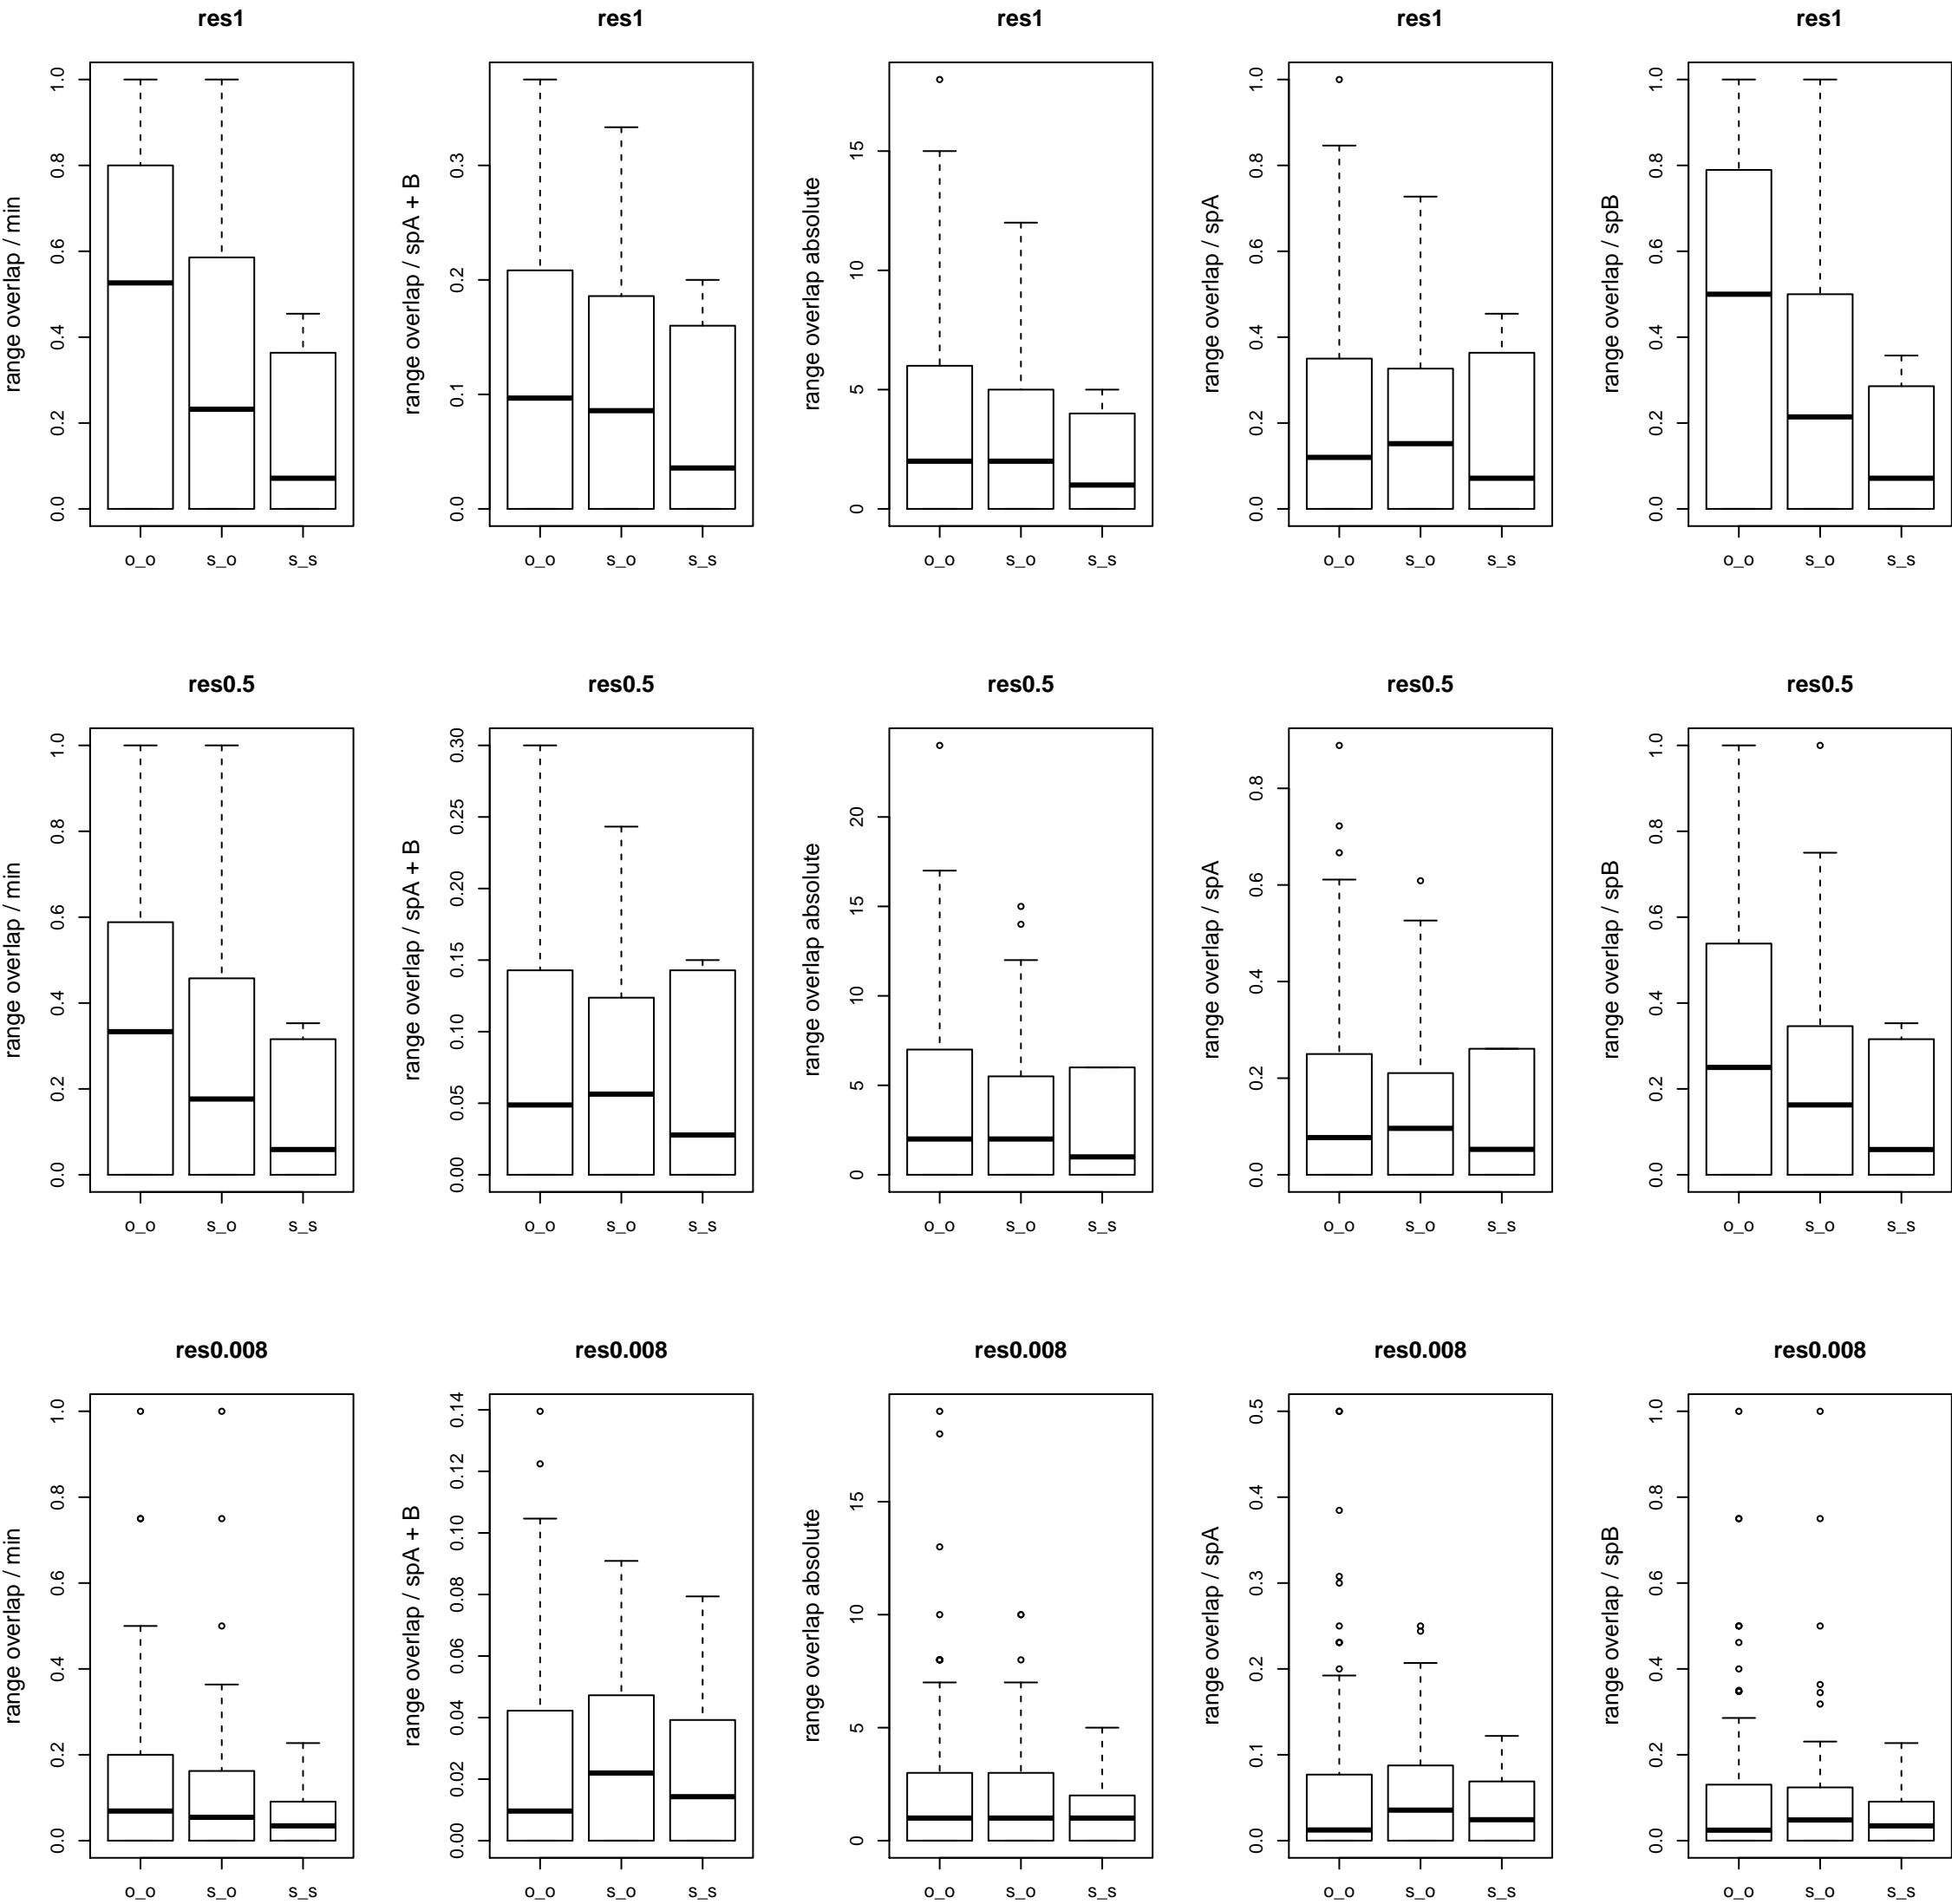 res1
res1
res1
res1
res1
range overlap / min
0.0 0.2 0.4 0.6 0.8 1.0
o_o s_o s_s
range overlap / spA + B
0.0 0.1 0.2 0.3
o_o s_o s_s
range overlap absolute
0 5 10 15
o_o s_o s_s
range overlap / spA
0.0 0.2 0.4 0.6 0.8 1.0
o_o s_o s_s
range overlap / spB
0.0 0.2 0.4 0.6 0.8 1.0
o_o s_o s_s
res0.5
res0.5
res0.5
res0.5
res0.5
range overlap / min
0.0 0.2 0.4 0.6 0.8 1.0
o_o s_o s_s
range overlap / spA + B
0.00 0.05 0.10 0.15 0.20 0.25 0.30
o_o s_o s_s
range overlap absolute
0 5 10 15 20
o_o s_o s_s
range overlap / spA
0.0 0.2 0.4 0.6 0.8
o_o s_o s_s
range overlap / spB
0.0 0.2 0.4 0.6 0.8 1.0
o_o s_o s_s
res0.008
res0.008
res0.008
res0.008
res0.008
range overlap / min
0.0 0.2 0.4 0.6 0.8 1.0
o_o s_o s_s
range overlap / spA + B
0.00 0.02 0.04 0.06 0.08 0.10 0.12 0.14
o_o s_o s_s
range overlap absolute
0 5 10 15
o_o s_o s_s
range overlap / spA
0.0 0.1 0.2 0.3 0.4 0.5
o_o s_o s_s
range overlap / spB
0.0 0.2 0.4 0.6 0.8 1.0
o_o s_o s_s